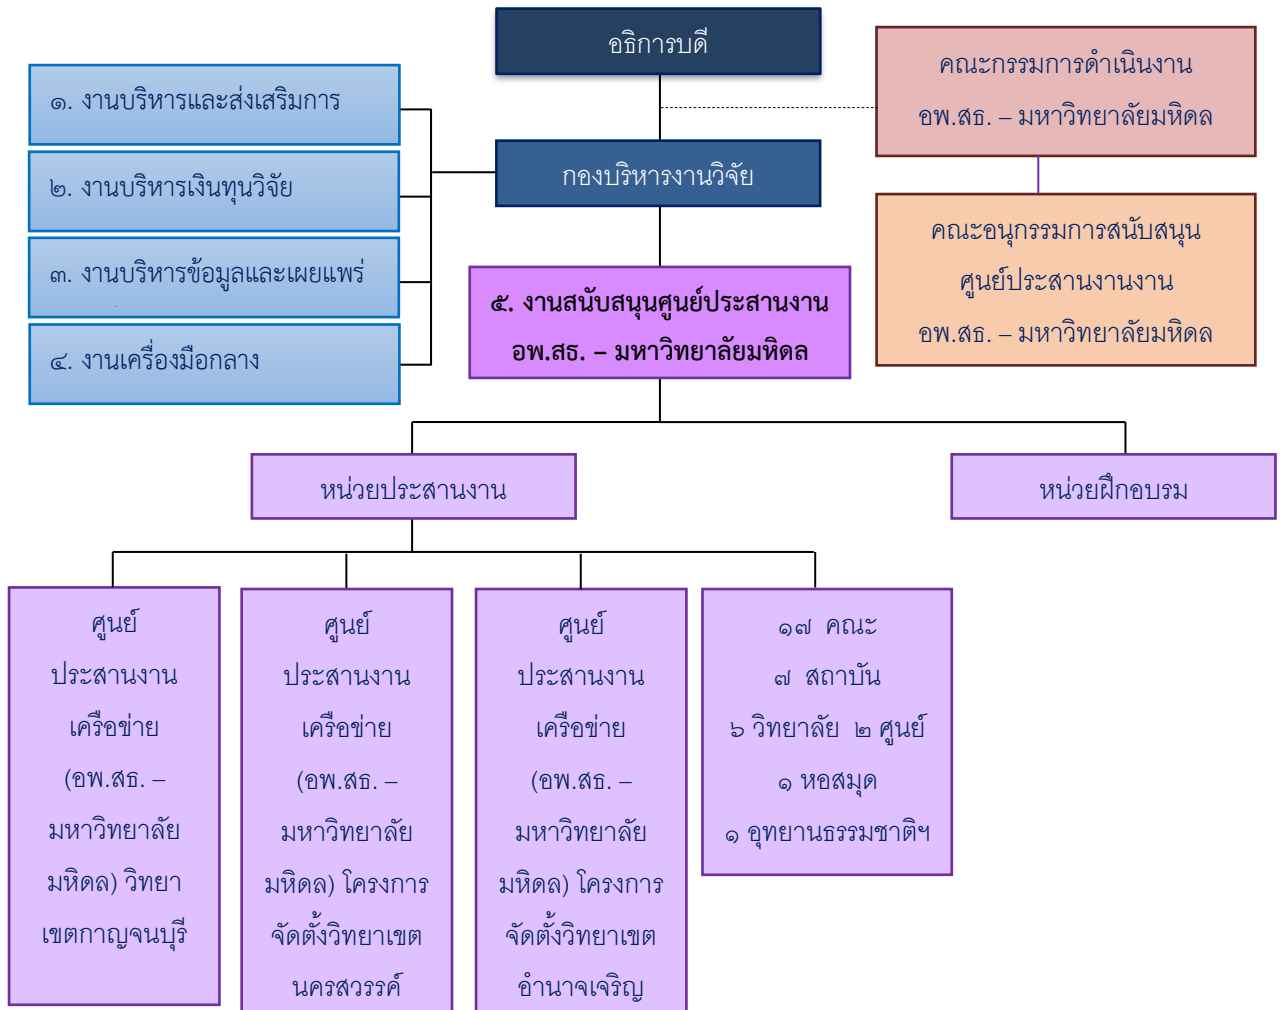 อธิการบดี
คณะกรรมการดำเนินงาน
อพ.สธ. – มหาวิทยาลัยมหิดล
๑. งานบริหารและส่งเสริมการ
๒. งานบริหารเงินทุนวิจัย
๓. งานบริหารข้อมูลและเผยแพร่
๔. งานเครื่องมือกลาง
กองบริหารงานวิจัย
คณะอนุกรรมการสนับสนุน
ศูนย์ประสานงานงาน
อพ.สธ. – มหาวิทยาลัยมหิดล
๕. งานสนับสนุนศูนย์ประสานงาน
อพ.สธ. – มหาวิทยาลัยมหิดล
หน่วยประสานงาน
หน่วยฝึกอบรม
ศูนย์
ประสานงาน
เครือข่าย
(อพ.สธ. –
มหาวิทยาลัย
มหิดล) วิทยา
เขตกาญจนบุรี
ศูนย์
ประสานงาน
เครือข่าย
(อพ.สธ. –
มหาวิทยาลัย
มหิดล) โครงการ
จัดตั้งวิทยาเขต
นครสวรรค์
ศูนย์
ประสานงาน
เครือข่าย
(อพ.สธ. –
มหาวิทยาลัย
มหิดล) โครงการ
จัดตั้งวิทยาเขต
อำนาจเจริญ
๑๗ คณะ
๗ สถาบัน
๖ วิทยาลัย ๒ ศูนย์
๑ หอสมุด
๑ อุทยานธรรมชาติฯ